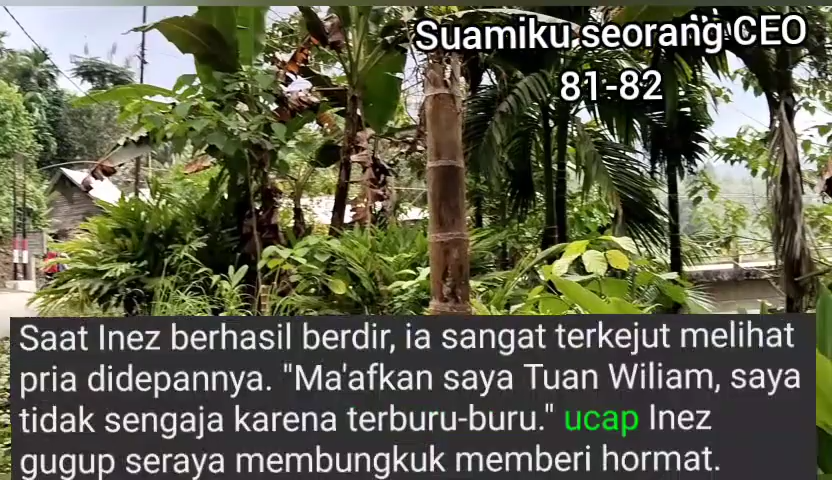 Suamiku seorang CEO
81-82
Saat Inez berhasil berdir, ia sangat terkejut melihat
pria didepannya. "Ma'afkan saya Tuan Wiliam, saya
tidak sengaja karena terburu-buru." ucap Inez
gugup seraya membungkuk memberi hormat.